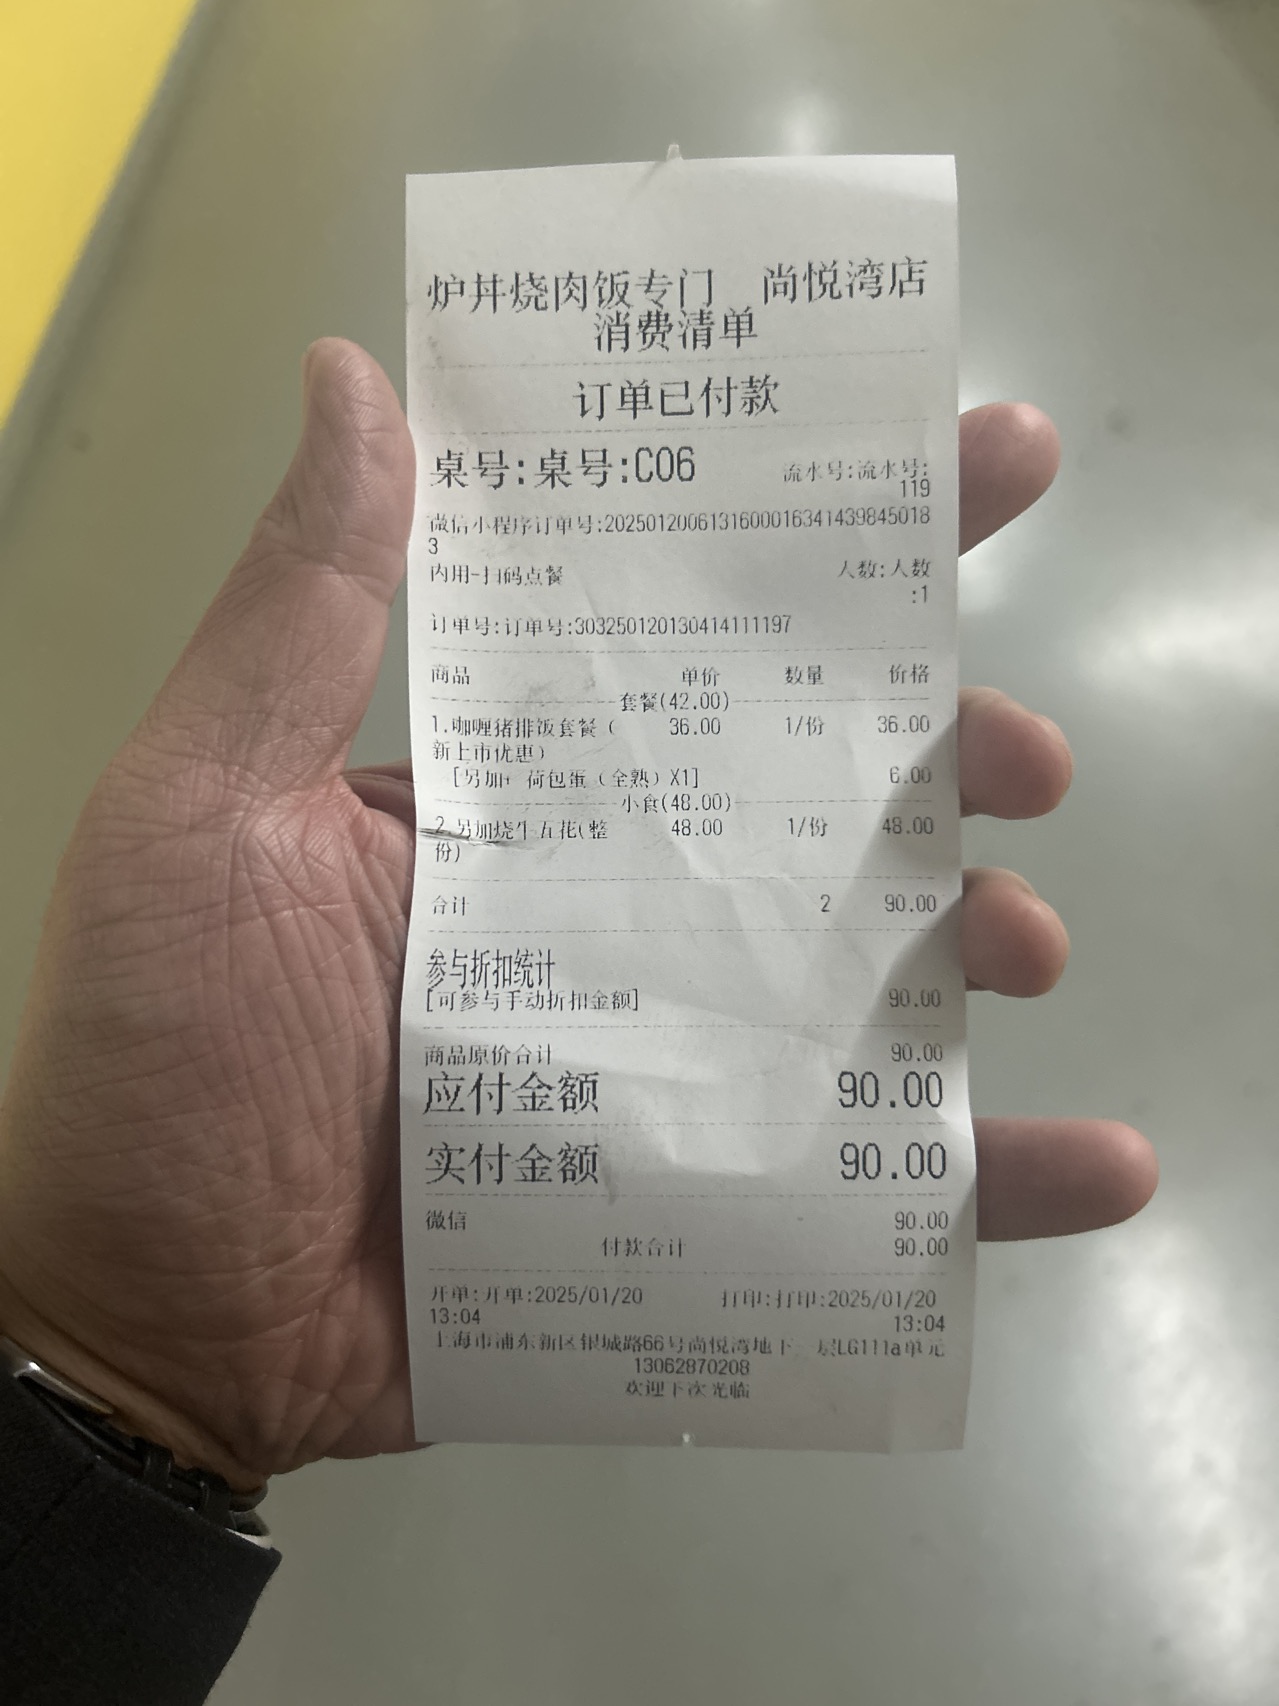 炉丼烧肉饭专门　尚悦湾店
消费清单
订单已付款
桌号:桌号:C06 流水号:流水号:
119
微信小程序订单号:2025012006131600016341439845018
3
内用-扫码点餐 人数:人数
:1
订单号:订单号:303250120130414111197
商品 单价 数量 价格
套餐(42.00)
1.咖喱猪排饭套餐（ 36.00 1/份 36.00
新上市优惠）
[另加+ 荷包蛋（全熟）X1] 6.00
小食(48.00)
2.另加烧牛五花(整 48.00 1/份 48.00
份)
合计 2 90.00
参与折扣统计
[可参与手动折扣金额] 90.00
商品原价合计 90.00
应付金额 90.00
实付金额 90.00
微信 90.00
付款合计 90.00
开单:开单:2025/01/20 打印:打印:2025/01/20
13:04 13:04
上海市浦东新区银城路66号尚悦湾地下一层LG111a单元
13062870208
欢迎下次光临